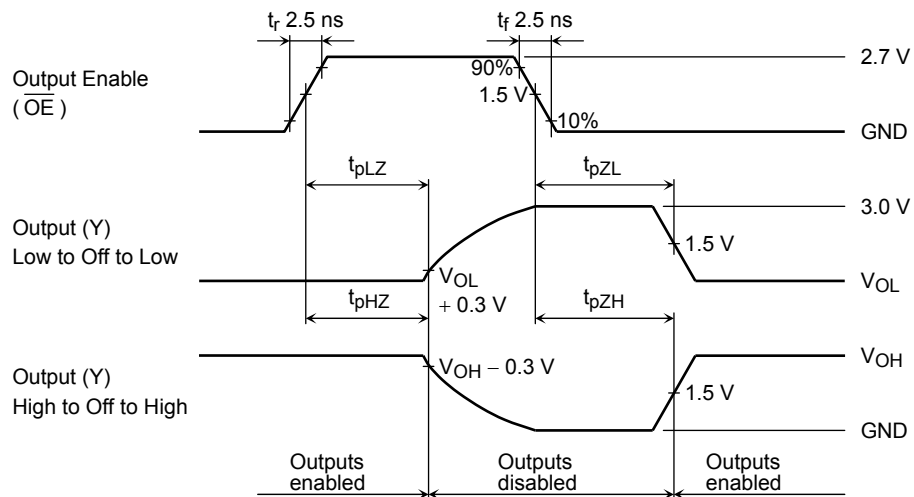 tr 2.5 ns
tf 2.5 ns
2.7 V
90%
Output Enable
( OE )
1.5 V
10%
GND
tpLZ
tpZL
3.0 V
Output (Y)
Low to Off to Low
1.5 V
VOL
+ 0.3 V
VOL
tpHZ
tpZH
VOH
VOH − 0.3 V
Output (Y)
High to Off to High
1.5 V
GND
Outputs
enabled
Outputs
disabled
Outputs
enabled